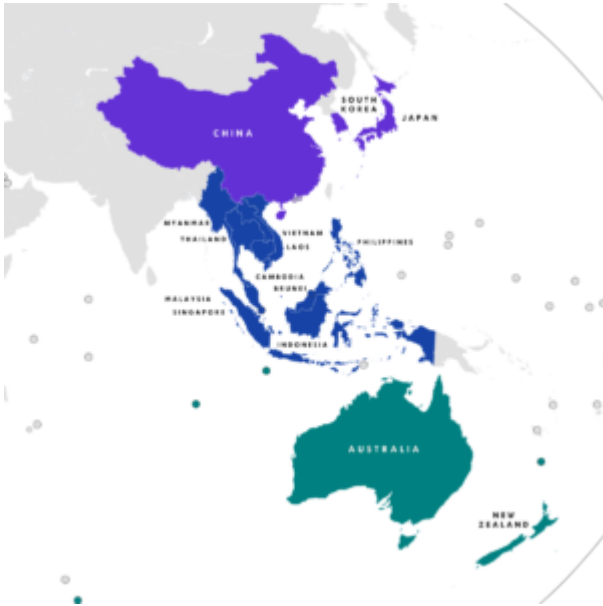 SOUTH
KOREA
JAPAN
CHINA
MYANMAR
VIETNAM
THAILAND
LAOS
PHILIPPINES
CAMBODIA
BRUNEI
MALAYSIA
SINGAPORE
INDONESIA
AUSTRALIA
NEW
ZEALAND